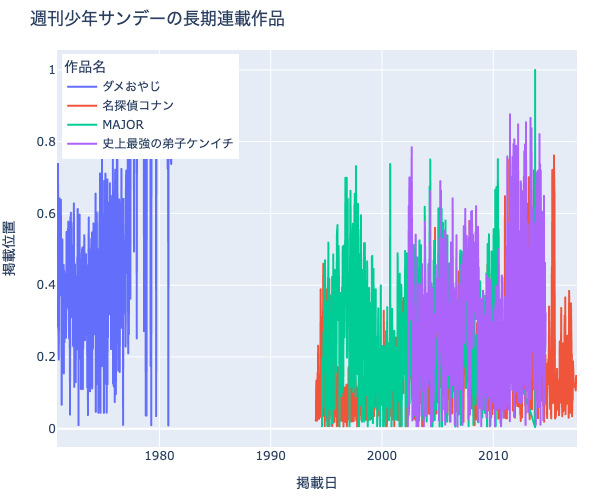 週刊少年サンデーの長期連載作品
作品名
ダメおやじ
名探偵コナン
MAJOR
史上最強の弟子ケンイチ
1
0.8
0.6
0.4
0.2
0
掲載位置
1980
1990
2000
2010
掲載日